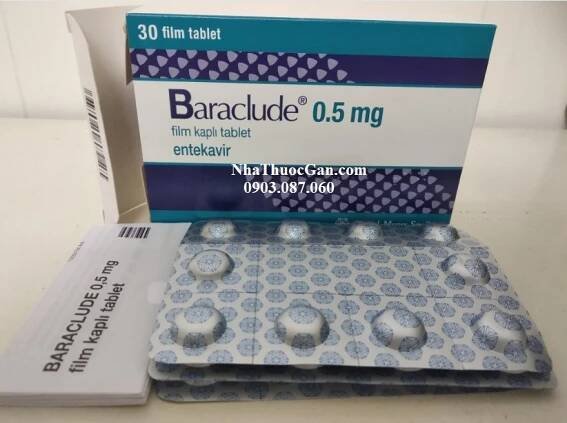 30 film tablet
Baraclude® 0.5 mg
film kaplı tablet
entekavir
NhaThuocGan.com
0903.087.060
BARACLUDE 0,5 mg
film kaplı tablet